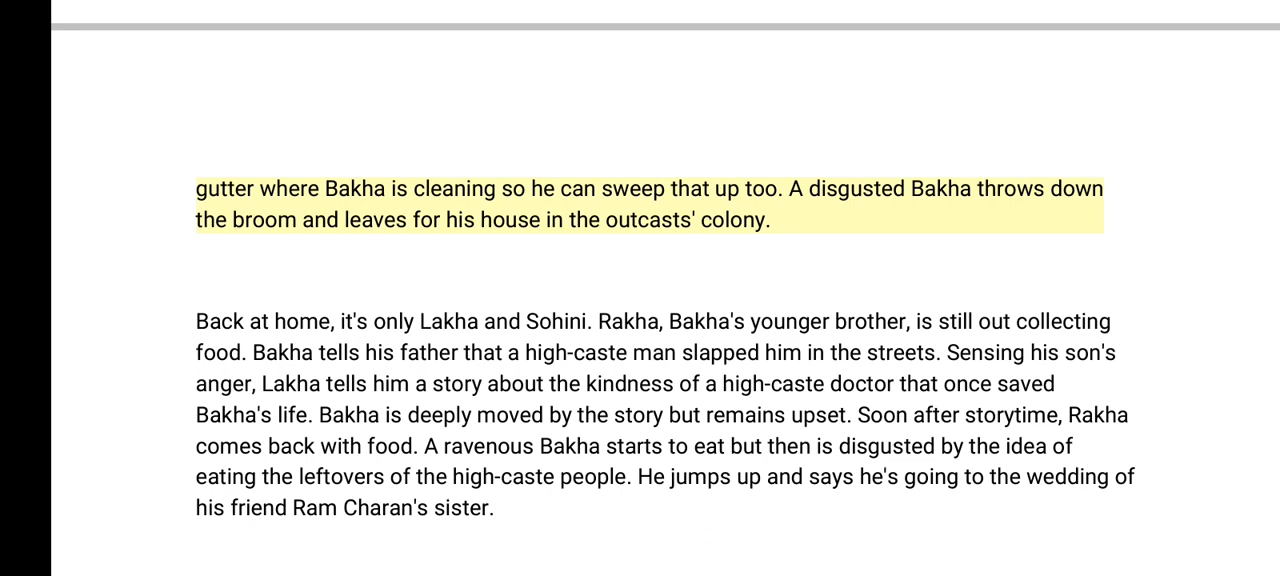 gutter where Bakha is cleaning so he can sweep that up too. A disgusted Bakha throws down
the broom and leaves for his house in the outcasts' colony.
Back at home, it's only Lakha and Sohini. Rakha, Bakha's younger brother, is still out collecting
food. Bakha tells his father that a high-caste man slapped him in the streets. Sensing his son's
anger, Lakha tells him a story about the kindness of a high-caste doctor that once saved
Bakha's life. Bakha is deeply moved by the story but remains upset. Soon after storytime, Rakha
comes back with food. A ravenous Bakha starts to eat but then is disgusted by the idea of
eating the leftovers of the high-caste people. He jumps up and says he's going to the wedding of
his friend Ram Charan's sister.